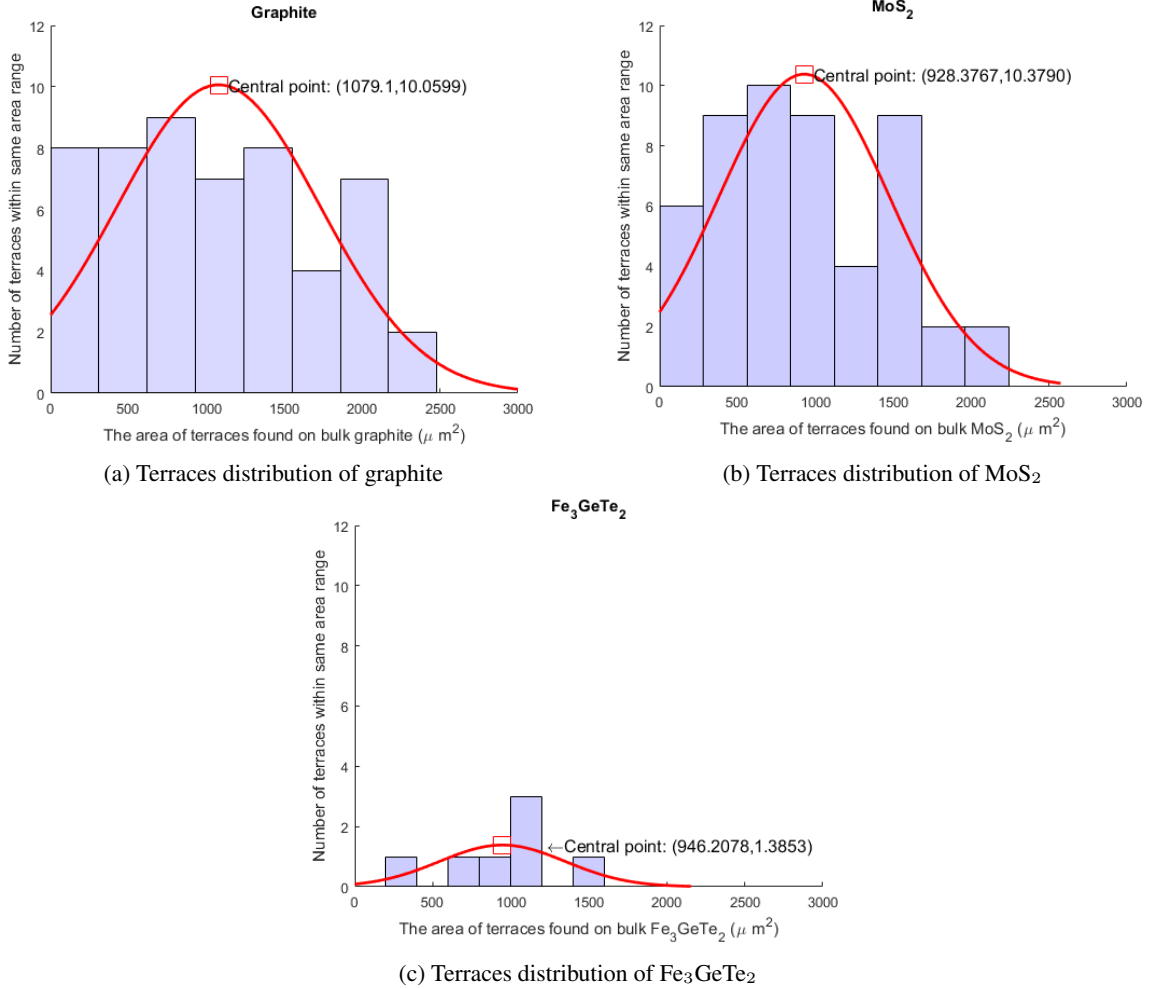 Graphite
12
10
8
6
4
2
0
Number of terraces within same area range
Central point: (1079.1,10.0599)
0 500 1000 1500 2000 2500 3000
The area of terraces found on bulk graphite (μ m²)
(a) Terraces distribution of graphite
MoS₂
12
10
8
6
4
2
0
Number of terraces within same area range
Central point: (928.3767,10.3790)
0 500 1000 1500 2000 2500 3000
The area of terraces found on bulk MoS₂ (μ m²)
(b) Terraces distribution of MoS₂
Fe₃GeTe₂
12
10
8
6
4
2
0
Number of terraces within same area range
←Central point: (946.2078,1.3853)
0 500 1000 1500 2000 2500 3000
The area of terraces found on bulk Fe₃GeTe₂ (μ m²)
(c) Terraces distribution of Fe₃GeTe₂